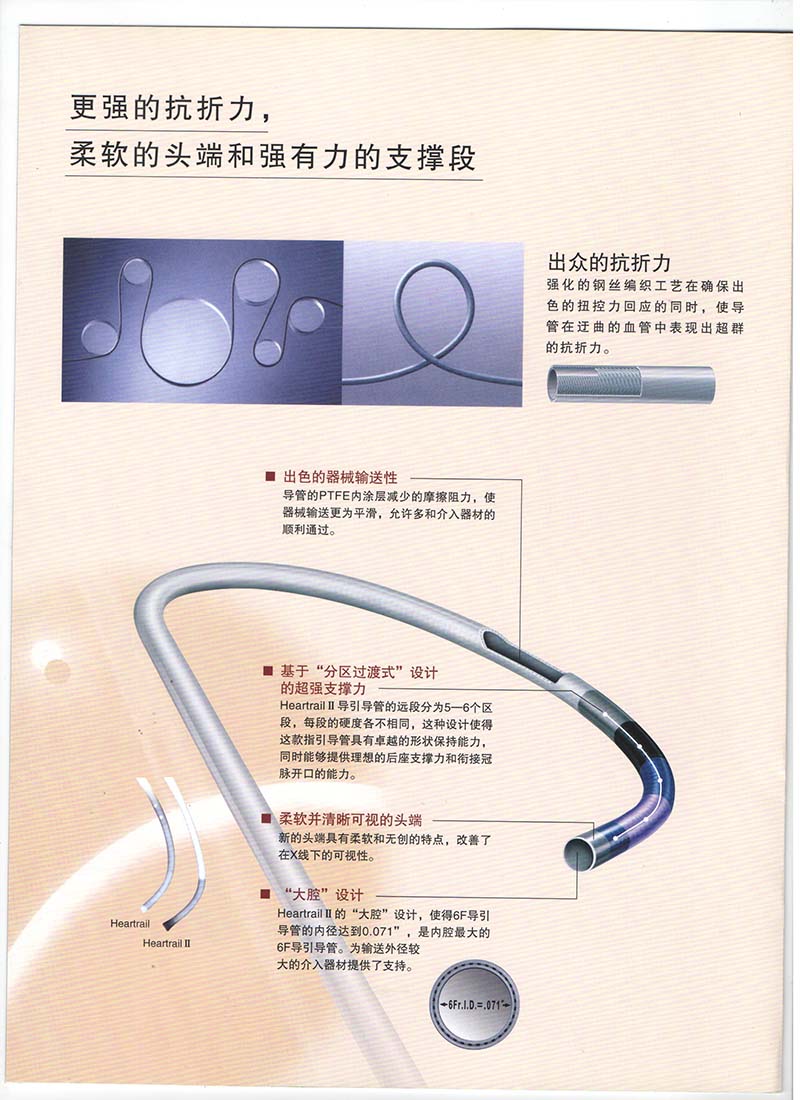 更强的抗折力，
柔软的头端和强有力的支撑段
出众的抗折力
强化的钢丝编织工艺在确保出
色的扭控力回应的同时，使导
管在迂曲的血管中表现出超群
的抗折力。
■ 出色的器械输送性
导管的PTFE内涂层减少的摩擦阻力，使
器械输送更为平滑，允许多和介入器材的
顺利通过。
■ 基于“分区过渡式”设计
的超强支撑力
Heartrail II 导引导管的远段分为5—6个区
段，每段的硬度各不相同，这种设计使得
这款指引导管具有卓越的形状保持能力，
同时能够提供理想的后座支撑力和衔接冠
脉开口的能力。
■ 柔软并清晰可视的头端
新的头端具有柔软和无创的特点，改善了
在X线下的可视性。
■ “大腔”设计
Heartrail II 的“大腔”设计，使得6F导引
导管的内径达到0.071”，是内腔最大的
6F导引导管。为输送外径较
大的介入器材提供了支持。
Heartrail
Heartrail II
6Fr.I.D.=.071"